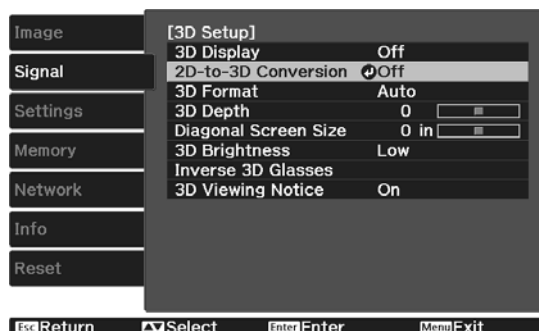 Image
Signal
Settings
Memory
Network
Info
Reset
[3D Setup]
3D Display Off
2D-to-3D Conversion Off
3D Format Auto
3D Depth 0
Diagonal Screen Size 0 in
3D Brightness Low
Inverse 3D Glasses
3D Viewing Notice On
Esc Return Select Enter Enter Menu Exit